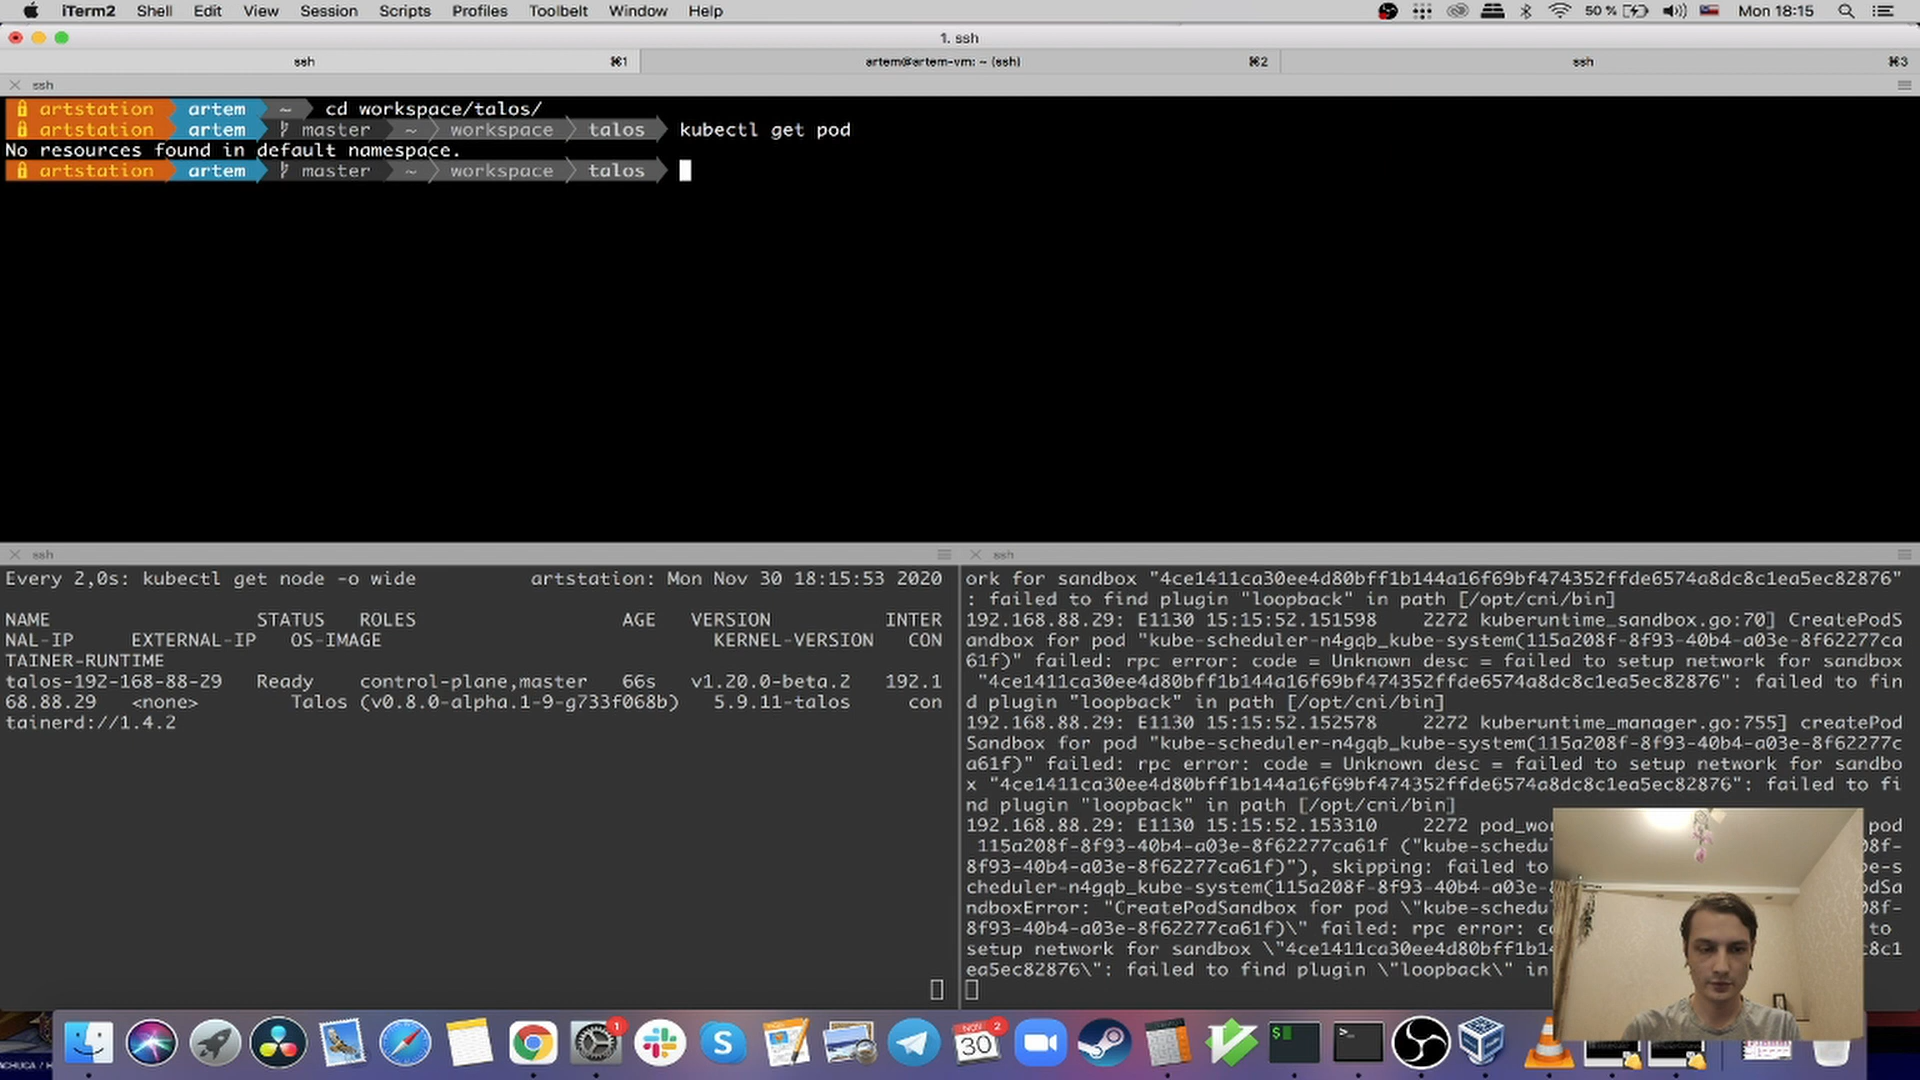 iTerm2 Shell Edit View Session Scripts Profiles Toolbelt Window Help 50 % Mon 18:15
1. ssh
ssh ⌘1 artem@artem-vm: ~ (ssh) ⌘2 ssh ⌘3
ssh
artstation artem ~ cd workspace/talos/
artstation artem master ~ workspace talos kubectl get pod
No resources found in default namespace.
artstation artem master ~ workspace talos
ssh
Every 2,0s: kubectl get node -o wide artstation: Mon Nov 30 18:15:53 2020
NAME STATUS ROLES AGE VERSION INTER
NAL-IP EXTERNAL-IP OS-IMAGE KERNEL-VERSION CON
TAINER-RUNTIME
talos-192-168-88-29 Ready control-plane,master 66s v1.20.0-beta.2 192.1
68.88.29 <none> Talos (v0.8.0-alpha.1-9-g733f068b) 5.9.11-talos con
tainerd://1.4.2
ssh
ork for sandbox "4ce1411ca30ee4d80bff1b144a16f69bf474352ffde6574a8dc8c1ea5ec82876"
: failed to find plugin "loopback" in path [/opt/cni/bin]
192.168.88.29: E1130 15:15:52.151598 2272 kuberuntime_sandbox.go:70] CreatePodS
andbox for pod "kube-scheduler-n4gqb_kube-system(115a208f-8f93-40b4-a03e-8f62277ca
61f)" failed: rpc error: code = Unknown desc = failed to setup network for sandbox
"4ce1411ca30ee4d80bff1b144a16f69bf474352ffde6574a8dc8c1ea5ec82876": failed to fin
d plugin "loopback" in path [/opt/cni/bin]
192.168.88.29: E1130 15:15:52.152578 2272 kuberuntime_manager.go:755] createPod
Sandbox for pod "kube-scheduler-n4gqb_kube-system(115a208f-8f93-40b4-a03e-8f62277c
a61f)" failed: rpc error: code = Unknown desc = failed to setup network for sandbo
x "4ce1411ca30ee4d80bff1b144a16f69bf474352ffde6574a8dc8c1ea5ec82876": failed to fi
nd plugin "loopback" in path [/opt/cni/bin]
192.168.88.29: E1130 15:15:52.153310 2272 pod_wo pod
115a208f-8f93-40b4-a03e-8f62277ca61f ("kube-schedu 8f-
8f93-40b4-a03e-8f62277ca61f)"), skipping: failed to e-s
cheduler-n4gqb_kube-system(115a208f-8f93-40b4-a03e- odSa
ndboxError: "CreatePodSandbox for pod \"kube-schedu 8f-
8f93-40b4-a03e-8f62277ca61f)\" failed: rpc error: c to
setup network for sandbox \"4ce1411ca30ee4d80bff1b1 8c1
ea5ec82876\": failed to find plugin \"loopback\" in
1
NOV 2
30